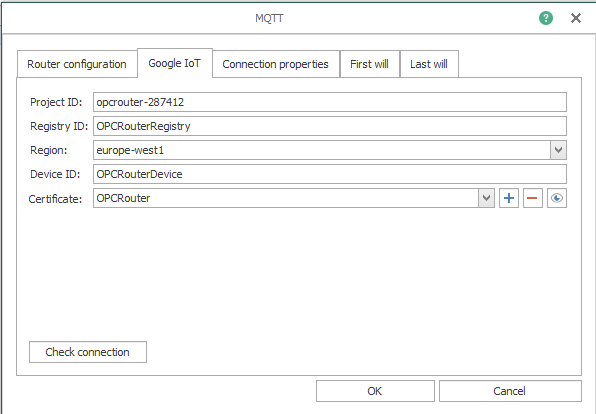 MQTT
?
Router configuration Google IoT Connection properties First will Last will
Project ID: opcrouter-287412
Registry ID: OPCRouterRegistry
Region: europe-west1
Device ID: OPCRouterDevice
Certificate: OPCRouter
Check connection
OK Cancel